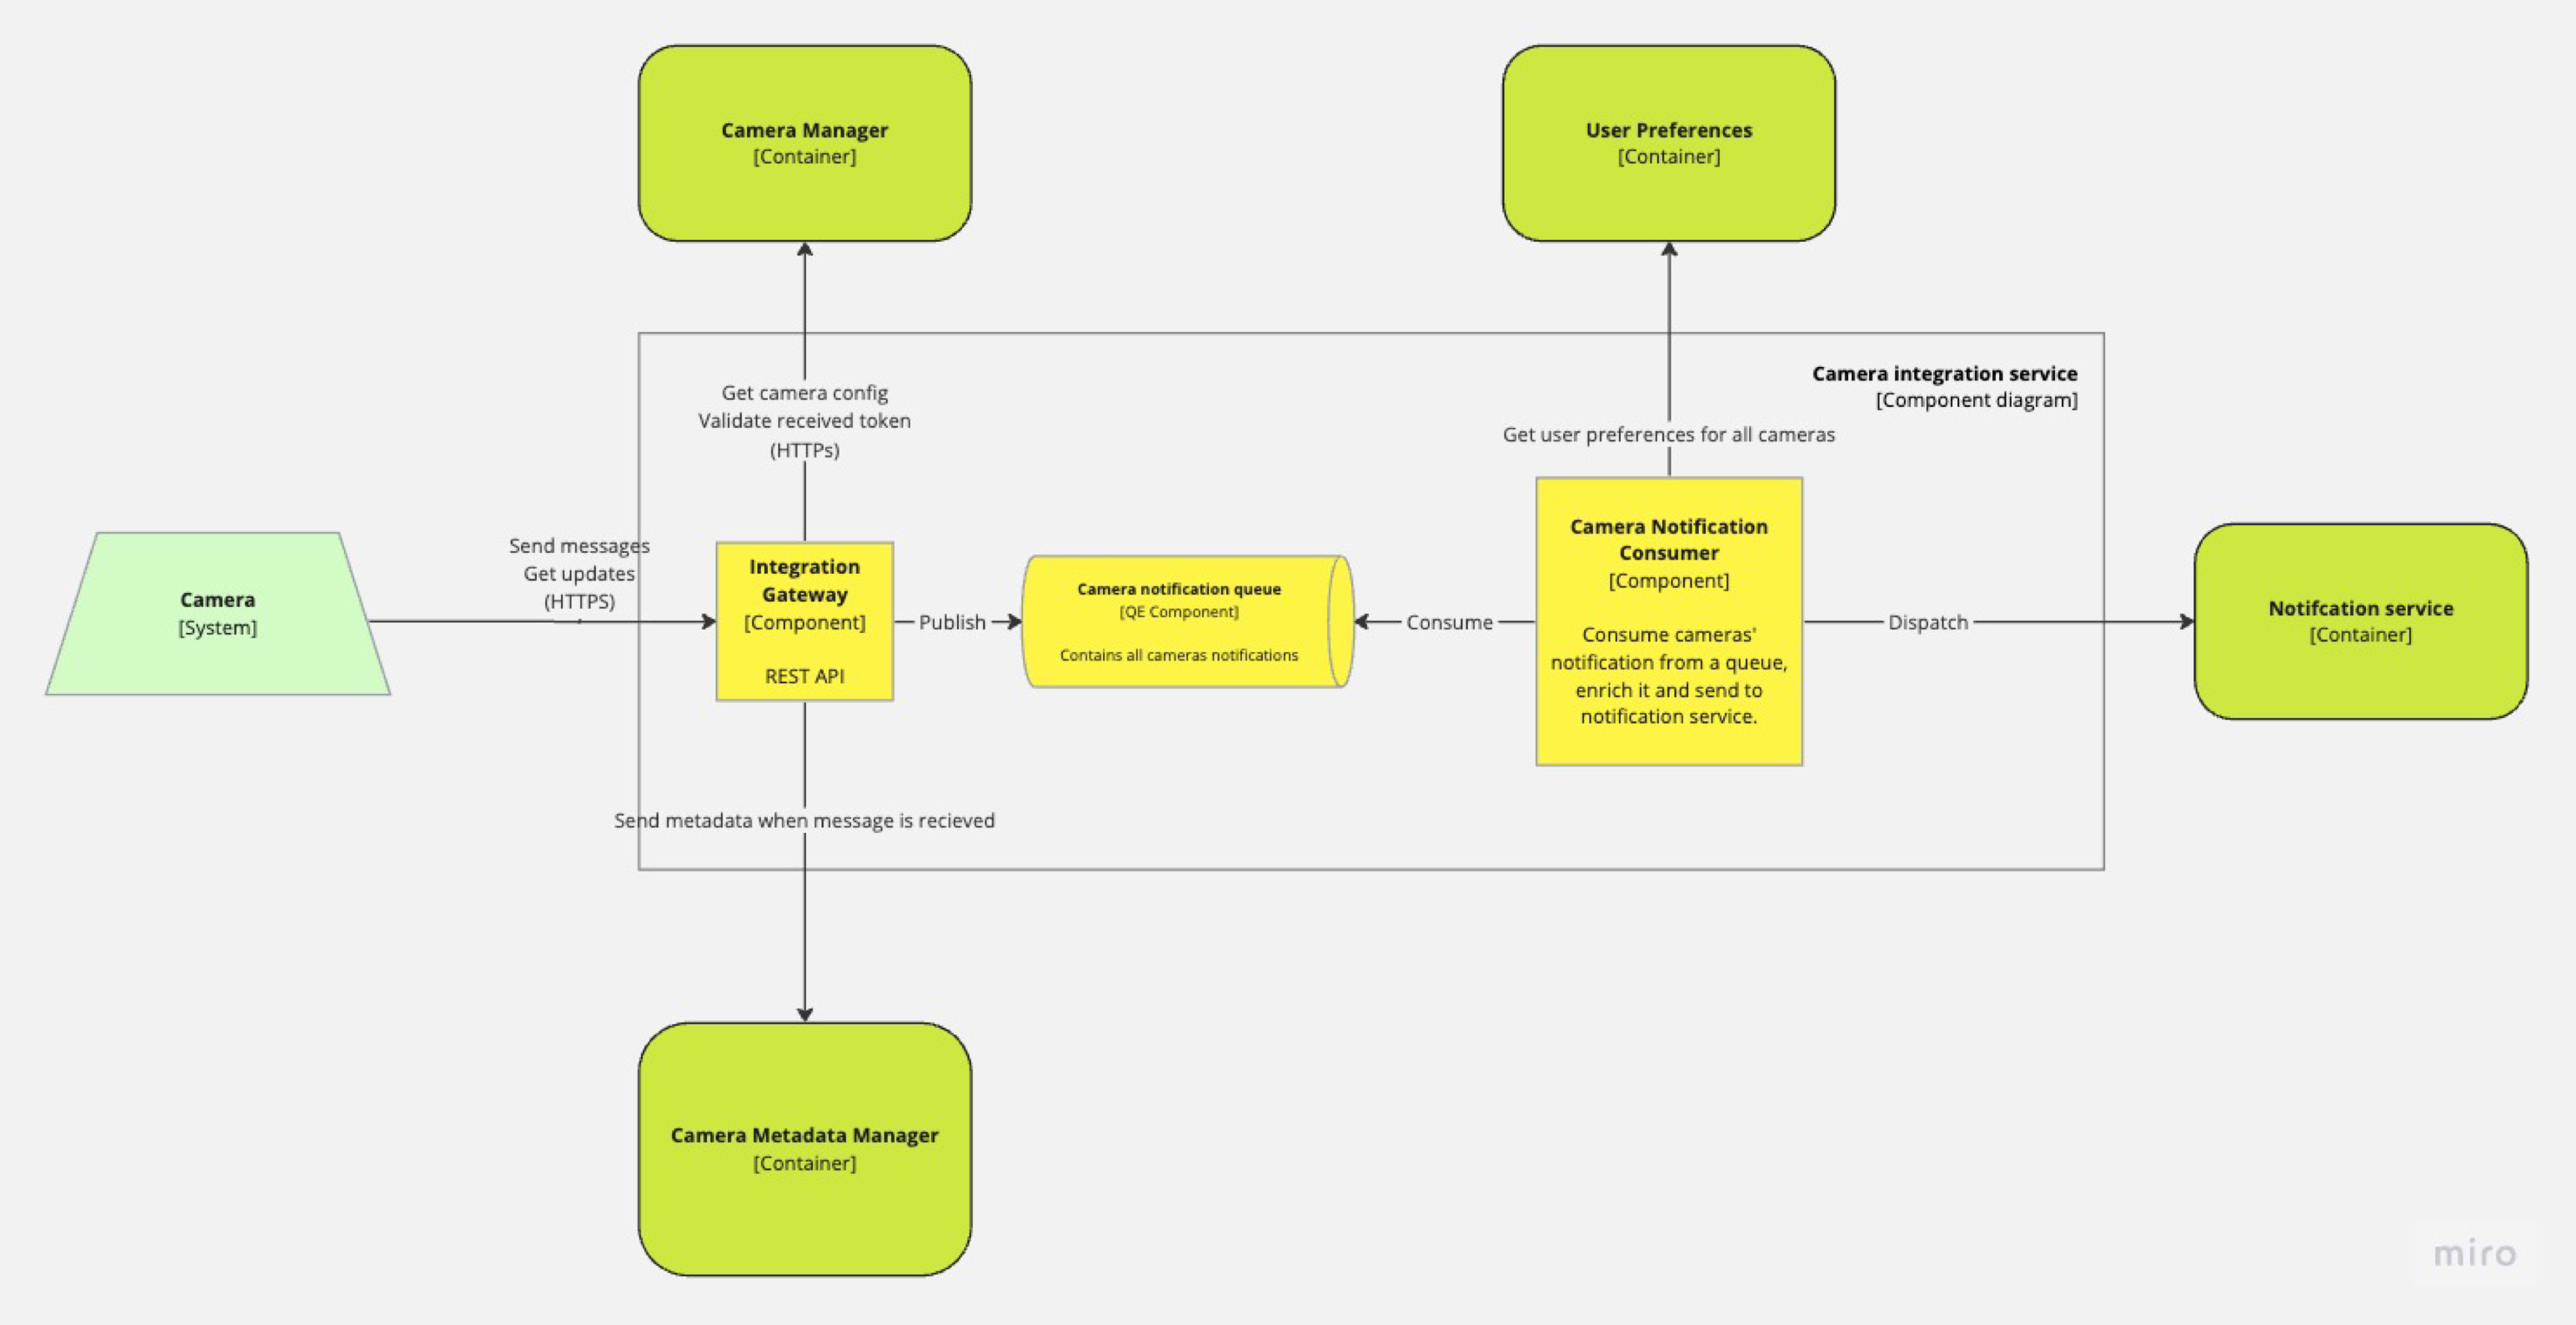 Camera Manager
[Container]
User Preferences
[Container]
Camera integration service
[Component diagram]
Get camera config
Validate received token
(HTTPs)
Get user preferences for all cameras
Camera
[System]
Send messages
Get updates
(HTTPS)
Integration
Gateway
[Component]
REST API
Publish
Camera notification queue
[QE Component]
Contains all cameras notifications
Consume
Camera Notification
Consumer
[Component]
Consume cameras'
notification from a queue,
enrich it and send to
notification service.
Dispatch
Notifcation service
[Container]
Send metadata when message is recieved
Camera Metadata Manager
[Container]
miro